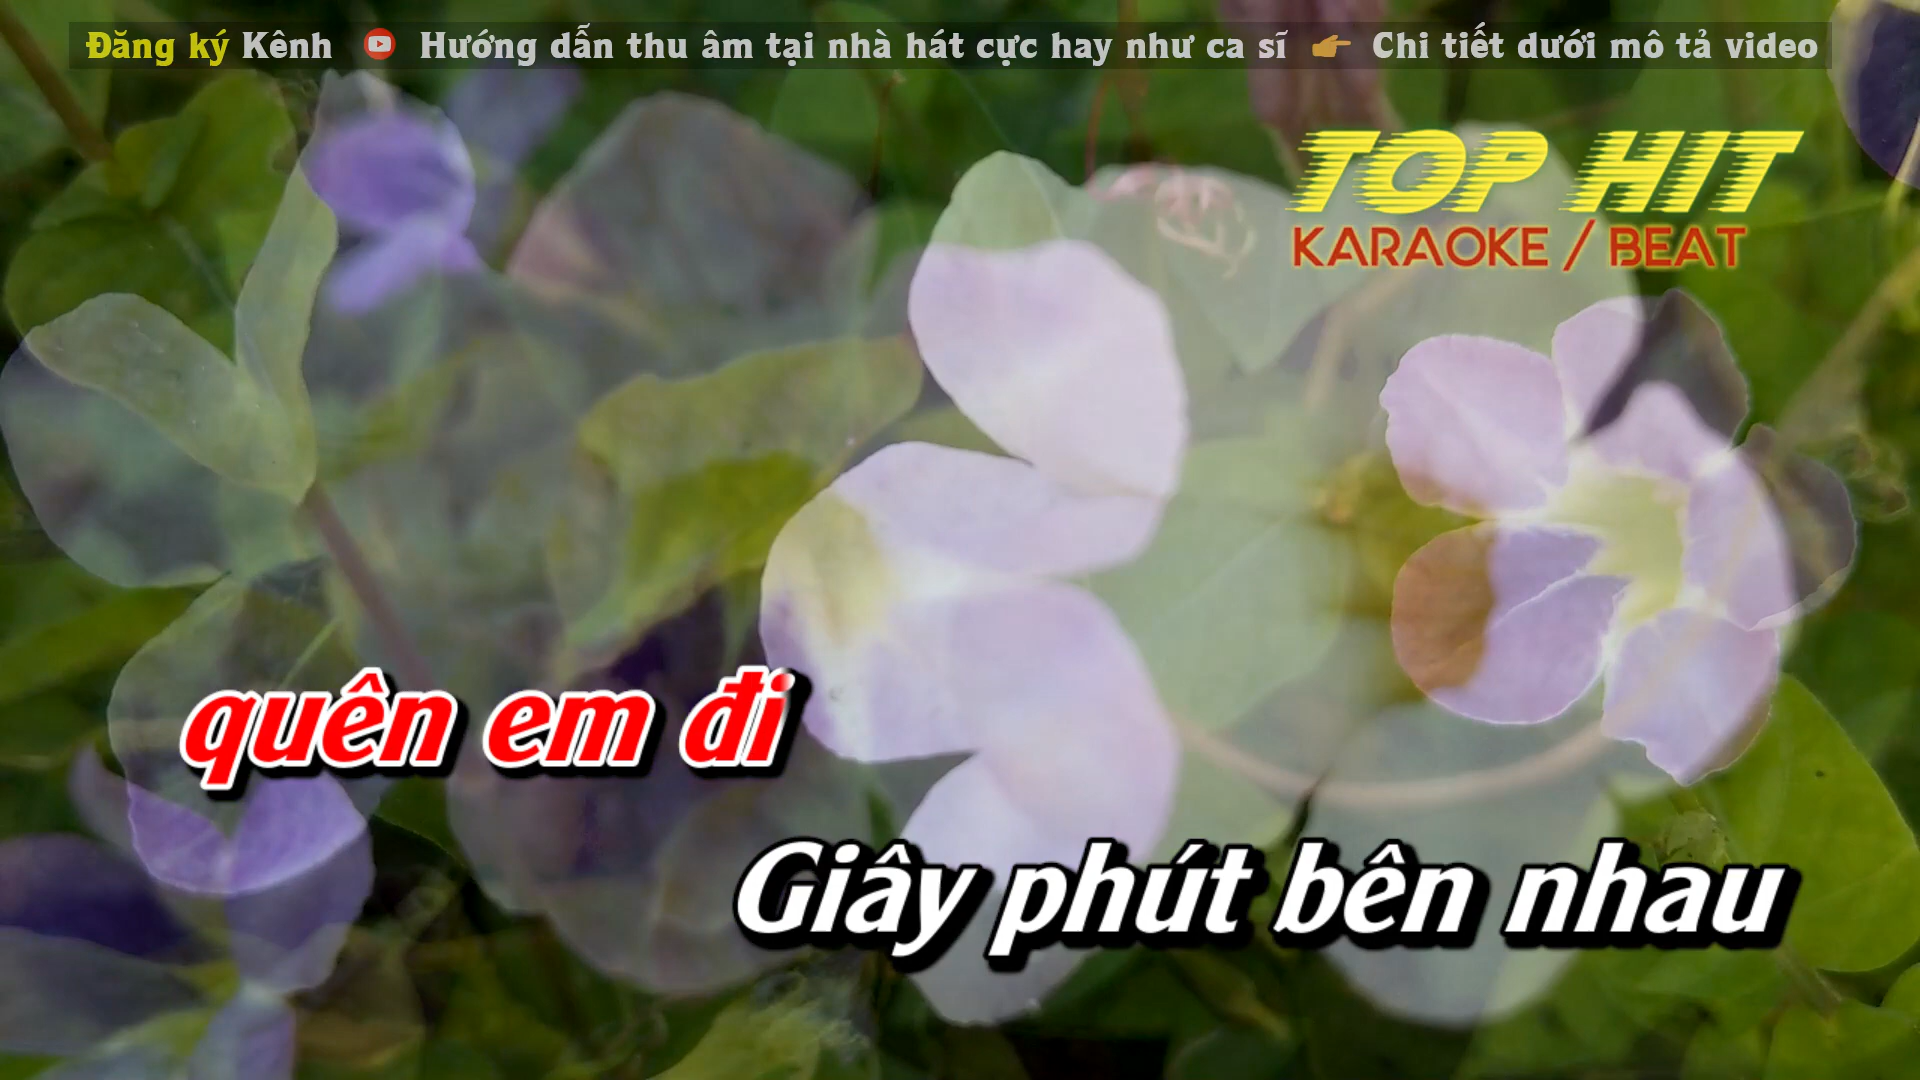 Đăng ký Kênh Hướng dẫn thu âm tại nhà hát cực hay như ca sĩ Chi tiết dưới mô tả video
TOP HIT
KARAOKE / BEAT
quên em đi
Giây phút bên nhau